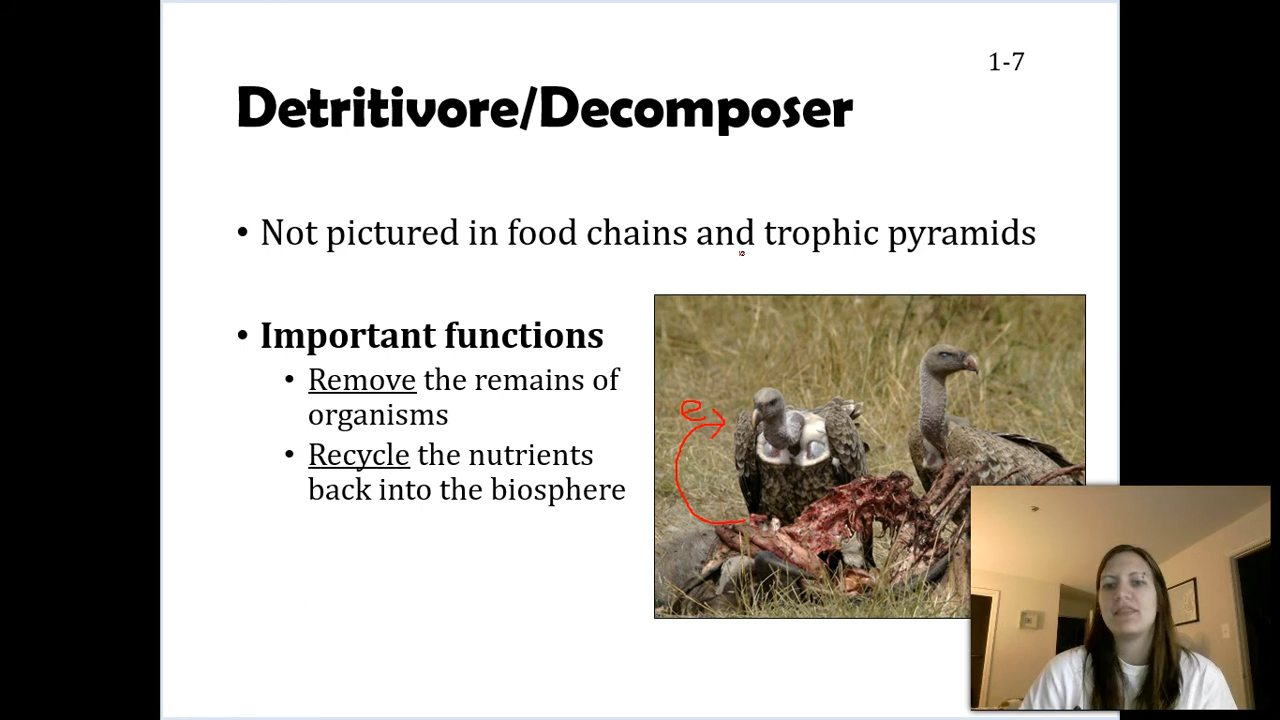 1-7
Detritivore/Decomposer
• Not pictured in food chains and trophic pyramids
• Important functions
• Remove the remains of
organisms
• Recycle the nutrients
back into the biosphere
e